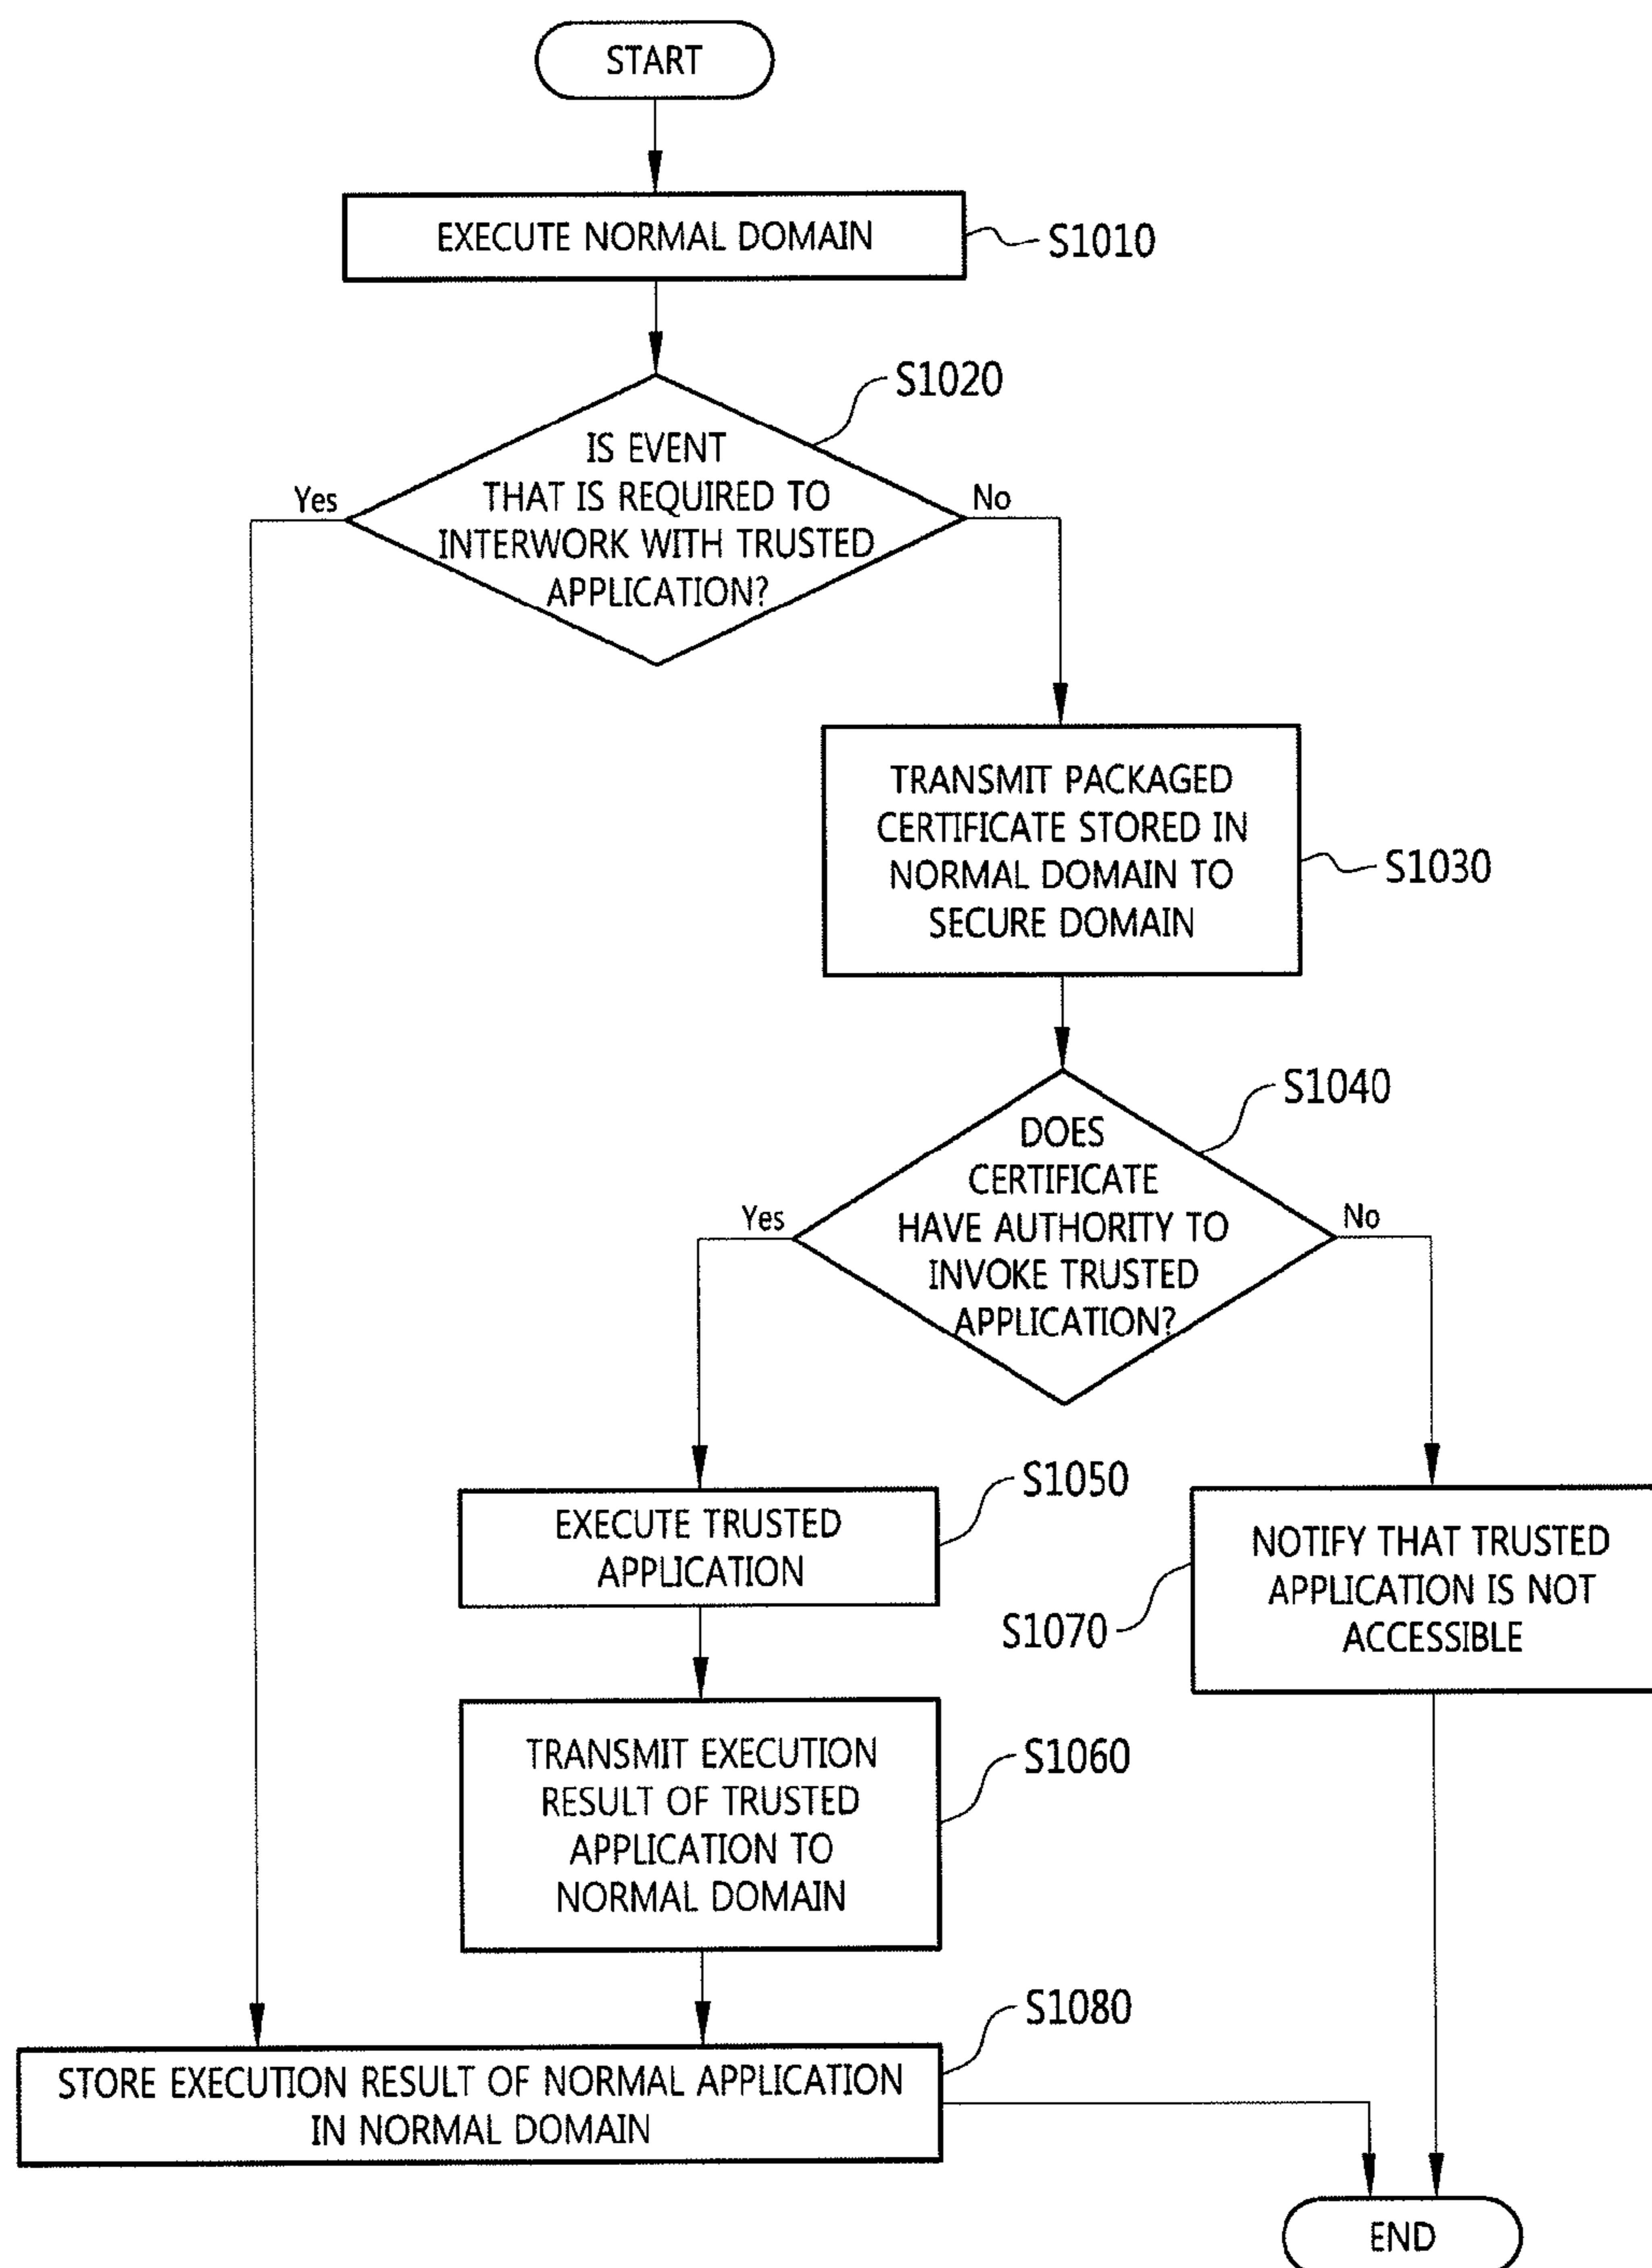 START
EXECUTE NORMAL DOMAIN
S1010
S1020
IS EVENT
THAT IS REQUIRED TO
INTERWORK WITH TRUSTED
APPLICATION?
Yes
No
TRANSMIT PACKAGED
CERTIFICATE STORED IN
NORMAL DOMAIN TO
SECURE DOMAIN
S1030
S1040
DOES
CERTIFICATE
HAVE AUTHORITY TO
INVOKE TRUSTED
APPLICATION?
Yes
No
S1050
EXECUTE TRUSTED
APPLICATION
NOTIFY THAT TRUSTED
APPLICATION IS NOT
ACCESSIBLE
S1070
TRANSMIT EXECUTION
RESULT OF TRUSTED
APPLICATION TO
NORMAL DOMAIN
S1060
S1080
STORE EXECUTION RESULT OF NORMAL APPLICATION
IN NORMAL DOMAIN
END